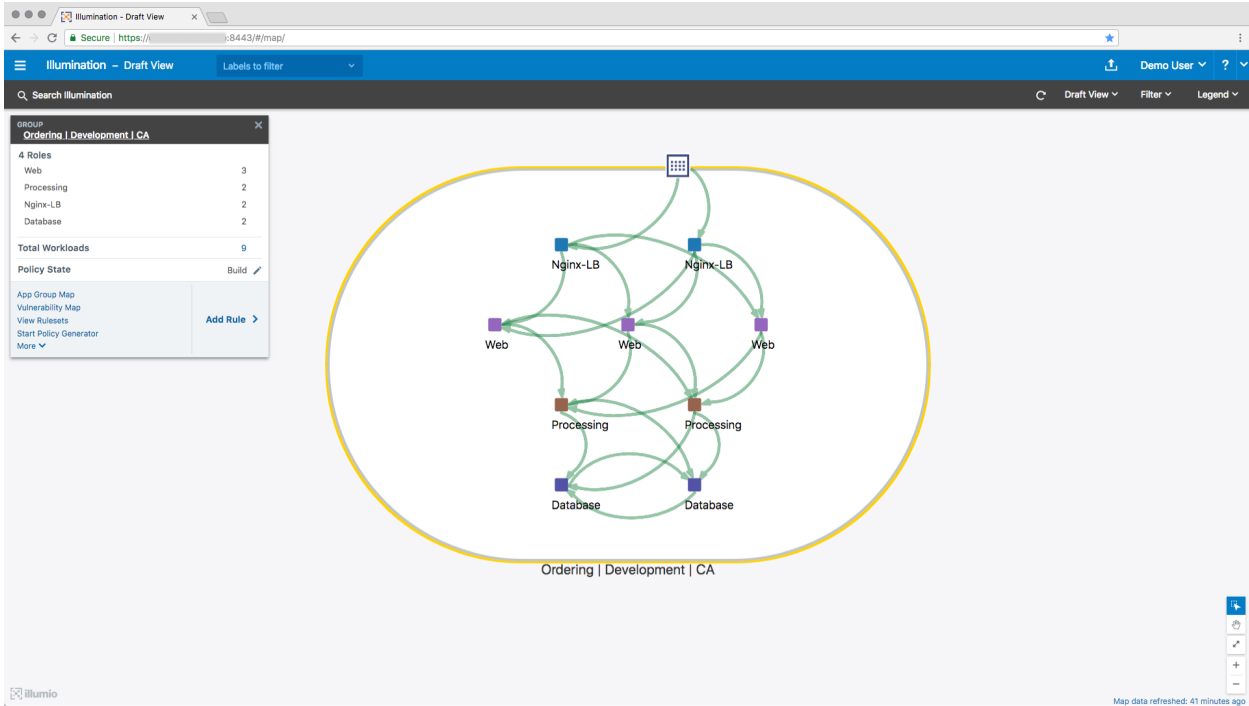 Illumination - Draft View
Secure | https:// :8443/#/map/
Illumination – Draft View
Labels to filter
Demo User
?
Search Illumination
Draft View
Filter
Legend
GROUP
Ordering | Development | CA
4 Roles
Web 3
Processing 2
Nginx-LB 2
Database 2
Total Workloads 9
Policy State Build
App Group Map
Vulnerability Map
View Rulesets
Start Policy Generator
More
Add Rule
Nginx-LB
Nginx-LB
Web
Web
Web
Processing
Processing
Database
Database
Ordering | Development | CA
illumio
Map data refreshed: 41 minutes ago